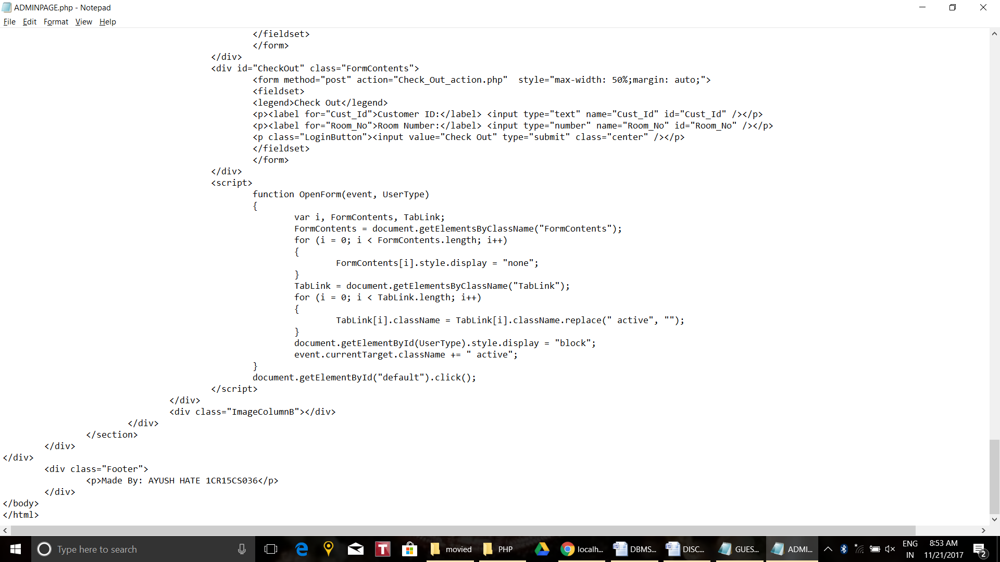 ADMINPAGE.php - Notepad
File Edit Format View Help
</fieldset>
</form>
</div>
<div id="CheckOut" class="FormContents">
<form method="post" action="Check_Out_action.php"  style="max-width: 50%;margin: auto;">
<fieldset>
<legend>Check Out</legend>
<p><label for="Cust_Id">Customer ID:</label> <input type="text" name="Cust_Id" id="Cust_Id" /></p>
<p><label for="Room_No">Room Number:</label> <input type="number" name="Room_No" id="Room_No" /></p>
<p class="LoginButton"><input value="Check Out" type="submit" class="center" /></p>
</fieldset>
</form>
</div>
<script>
function OpenForm(event, UserType)
{
var i, FormContents, TabLink;
FormContents = document.getElementsByClassName("FormContents");
for (i = 0; i < FormContents.length; i++)
{
FormContents[i].style.display = "none";
}
TabLink = document.getElementsByClassName("TabLink");
for (i = 0; i < TabLink.length; i++)
{
TabLink[i].className = TabLink[i].className.replace(" active", "");
}
document.getElementById(UserType).style.display = "block";
event.currentTarget.className += " active";
}
document.getElementById("default").click();
</script>
</div>
<div class="ImageColumnB"></div>
</div>
</section>
</div>
</div>
<div class="Footer">
<p>Made By: AYUSH HATE 1CR15CS036</p>
</div>
</body>
</html>
Type here to search
T
movied
PHP
localh...
DBMS...
DISC...
GUES...
ADMI...
ENG
IN
8:53 AM
11/21/2017
2